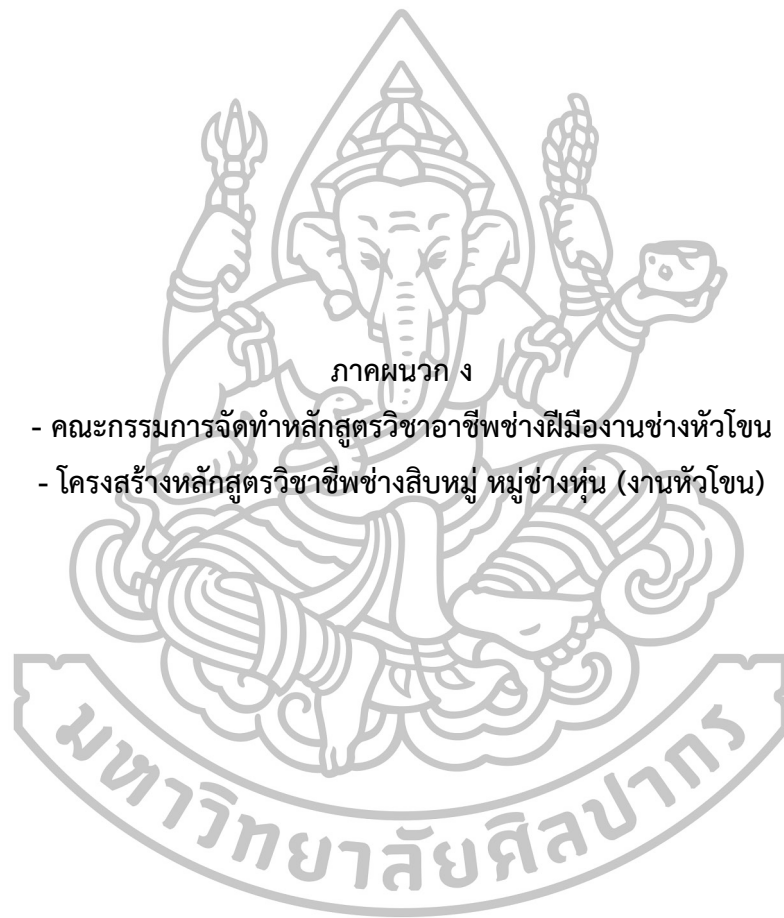 ภาคผนวก ง
- คณะกรรมการจัดทำหลักสูตรวิชาอาชีพช่างฝีมืองานช่างหัวโขน
- โครงสร้างหลักสูตรวิชาชีพช่างสิบหมู่ หมู่ช่างหุ่น (งานหัวโขน)
มหาวิทยาลัยศิลปากร